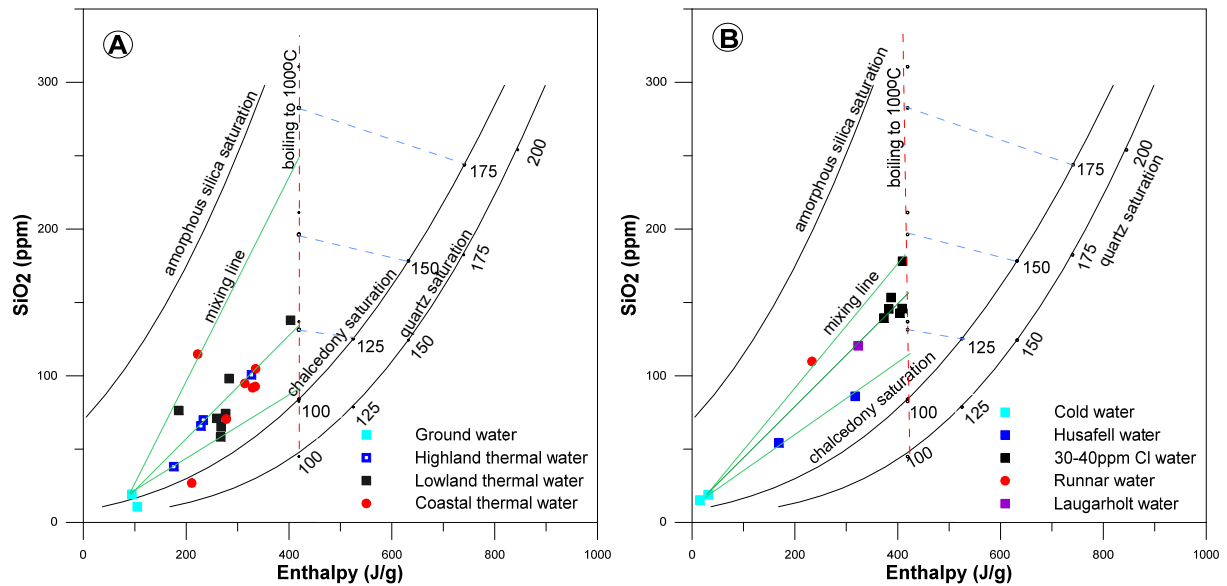 A
300
200
100
0
SiO2 (ppm)
amorphous silica saturation
mixing line
boiling to 100oC
chalcedony saturation
quartz saturation
175
200
150
175
125
150
100
125
100
Ground water
Highland thermal water
Lowland thermal water
Coastal thermal water
0 200 400 600 800 1000
Enthalpy (J/g)
B
300
200
100
0
SiO2 (ppm)
amorphous silica saturation
mixing line
boiling to 100oC
chalcedony saturation
quartz saturation
175
200
150
175
125
150
100
125
100
Cold water
Husafell water
30-40ppm Cl water
Runnar water
Laugarholt water
0 200 400 600 800 1000
Enthalpy (J/g)